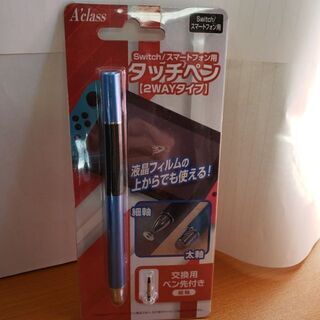 A'class
Switch/
スマートフォン用
Switch/スマートフォン用
タッチペン
[2WAYタイプ]
液晶フィルムの
上からでも使える!
細軸
太軸
交換用
ペン先付き
細軸